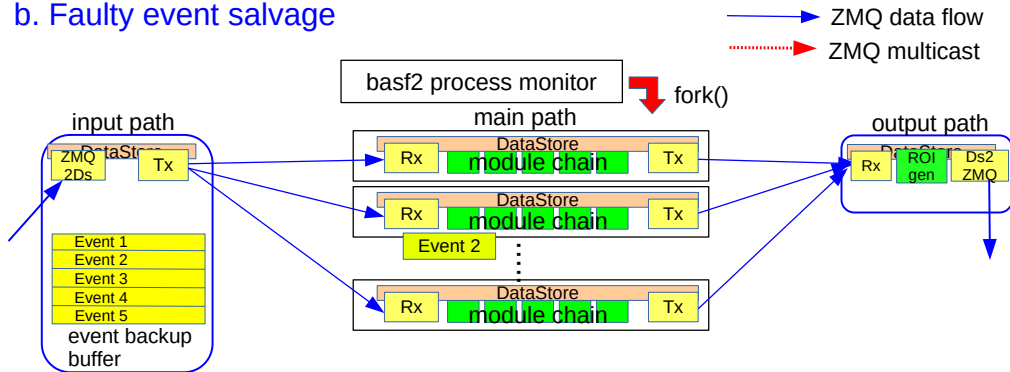 b. Faulty event salvage
ZMQ data flow
ZMQ multicast
basf2 process monitor
fork()
input path
main path
output path
DataStore
ZMQ
2Ds
Tx
Event 1
Event 2
Event 3
Event 4
Event 5
event backup
buffer
DataStore
Rx
module chain
Tx
DataStore
Rx
module chain
Tx
Event 2
DataStore
Rx
module chain
Tx
DataStore
Rx
ROI
gen
Ds2
ZMQ